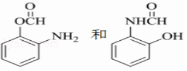 O O
OCH NHCH
NH₂ 和 OH